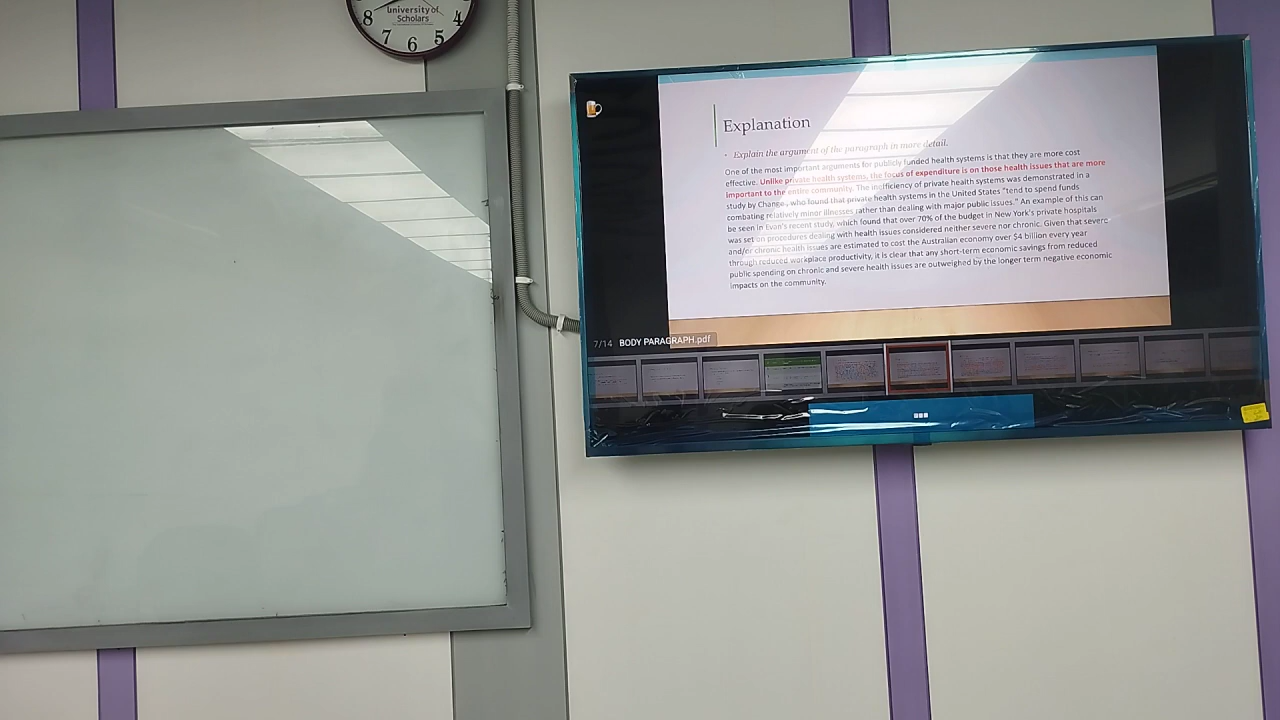 University of
Scholars
8
4
7
6
5
Explanation
Explain the argument of the paragraph in more detail.
One of the most important arguments for publicly funded health systems is that they are more cost
effective. Unlike private health systems, the focus of expenditure is on those health issues that are more
important to the entire community. The inefficiency of private health systems was demonstrated in a
study by Change., who found that private health systems in the United States "tend to spend funds
combating relatively minor illnesses rather than dealing with major public issues." An example of this can
be seen in Evan's recent study, which found that over 70% of the budget in New York's private hospitals
was set on procedures dealing with health issues considered neither severe nor chronic. Given that severe
and/or chronic health issues are estimated to cost the Australian economy over $4 billion every year
through reduced workplace productivity, it is clear that any short-term economic savings from reduced
public spending on chronic and severe health issues are outweighed by the longer term negative economic
impacts on the community.
7/14 BODY PARAGRAPH.pdf